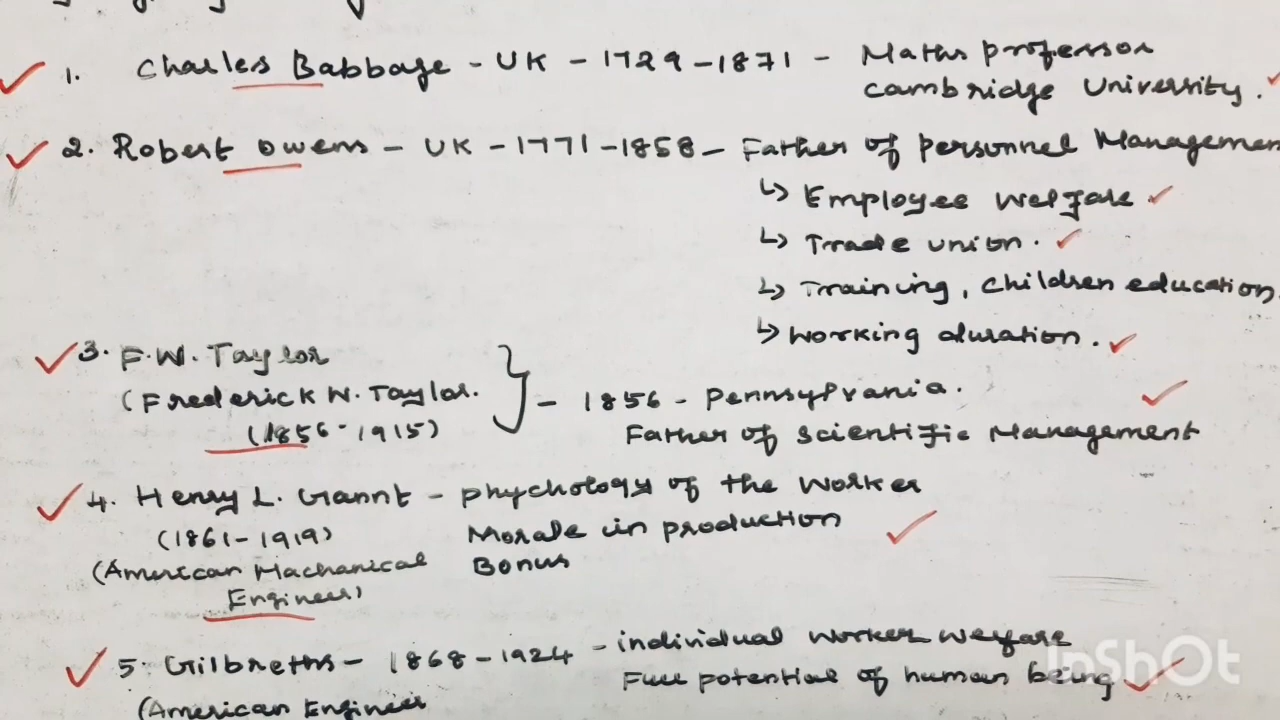 1. Charles Babbage - UK - 1729-1871 - Maths professor
Cambridge University.
2. Robert Owens - UK - 1771-1858 - Father of personnel Managemen
↳ Employee welfare
↳ Trade union.
↳ Training, children education
↳ working duration.
3. F.W. Taylor
(Frederick W. Taylor.
(1856-1915)
- 1856 - Pennsylvania.
Father of scientific Management
4. Henry L. Gannt - phychology of the worker
(1861-1919) Morale in production
(American Machanical Bonus
Engineer)
5. Gilbreths - 1868-1924 - individual worker welfare
Full potential of human being
(American Engineer
InShOt